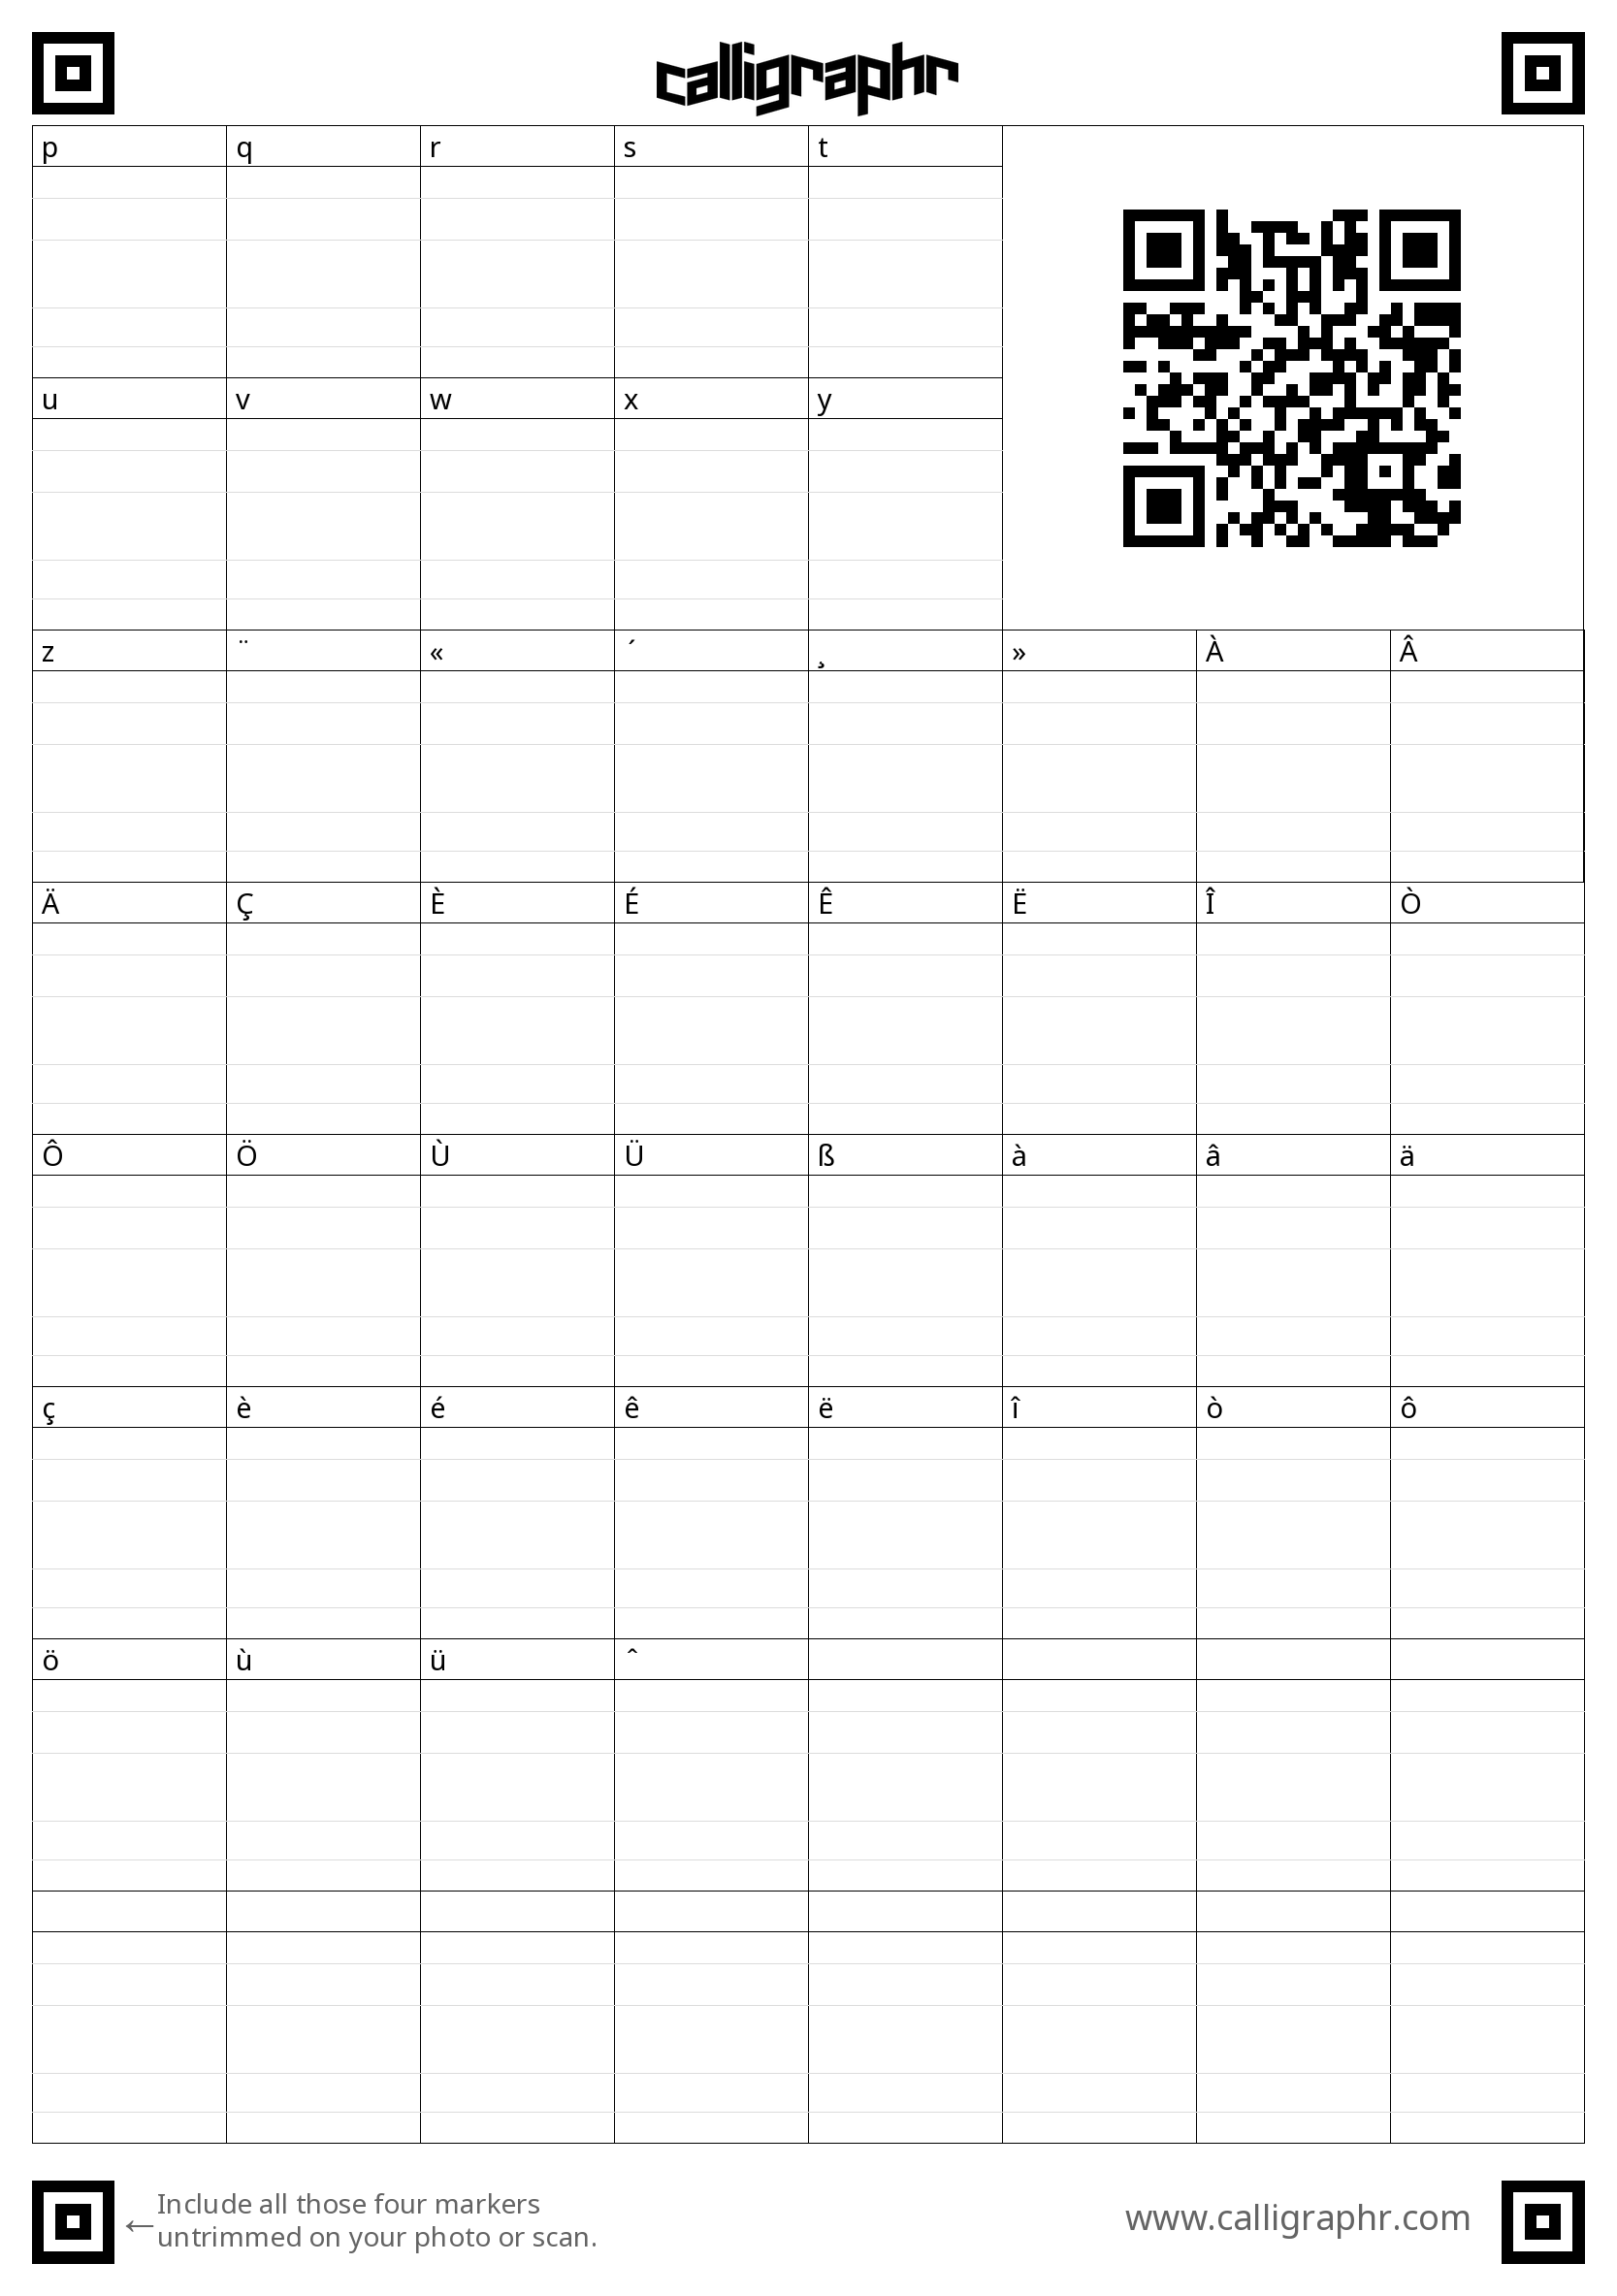 calligraphr
p q r s t
u v w x y
z ¨ « ´ ¸ » À Â
Ä Ç È É Ê Ë Î Ò
Ô Ö Ù Ü ß à â ä
ç è é ê ë î ò ô
ö ù ü ˆ
←Include all those four markers
untrimmed on your photo or scan.
www.calligraphr.com